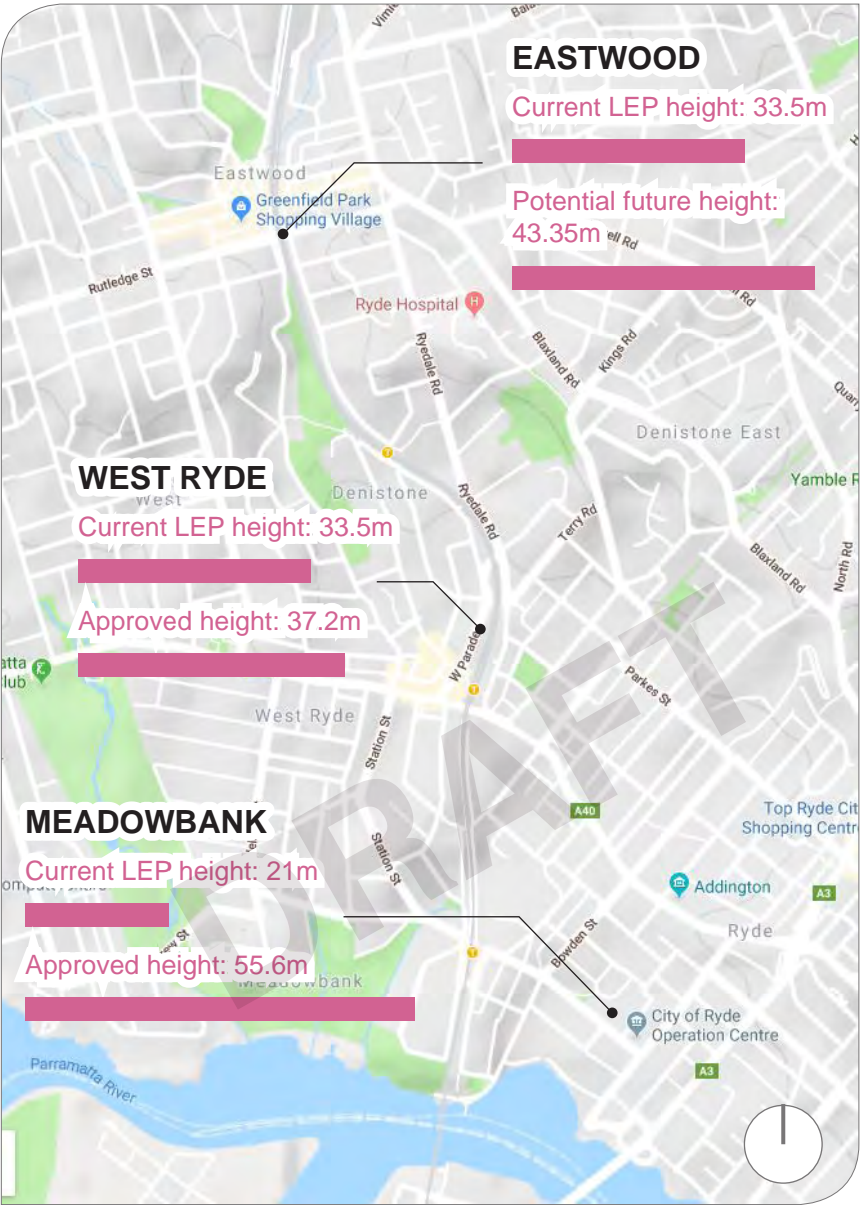 EASTWOOD
Current LEP height: 33.5m
Potential future height:
43.35m
Eastwood
Greenfield Park
Shopping Village
Rutledge St
Ryde Hospital
H
Ryedale Rd
Blaxland Rd
Kings Rd
Denistone East
WEST RYDE
West
Denistone
Current LEP height: 33.5m
Ryedale Rd
Terry Rd
Blaxland Rd
North Rd
Approved height: 37.2m
W Parade
Parkes St
West Ryde
Station St
DRAFT
MEADOWBANK
A40
Top Ryde Cit
Shopping Centr
Current LEP height: 21m
Station St
Addington
A3
Ryde
Bowden St
Approved height: 55.6m
Meadowbank
City of Ryde
Operation Centre
Parramatta River
A3